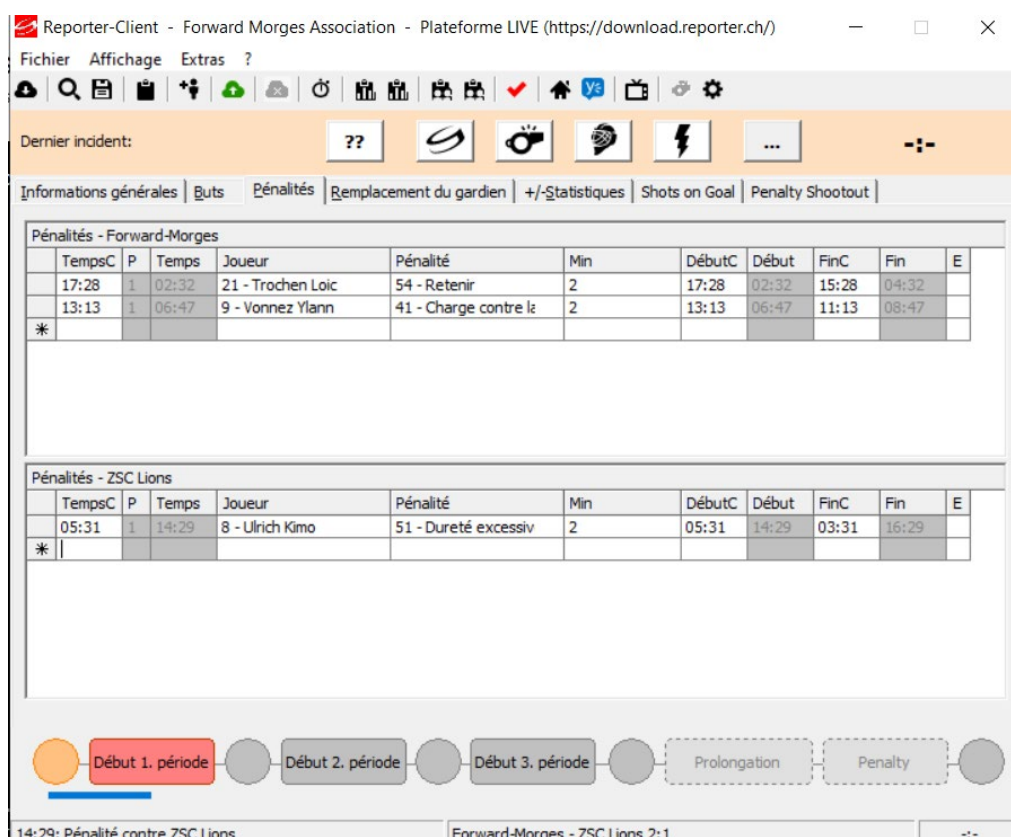 Reporter-Client - Forward Morges Association - Plateforme LIVE (https://download.reporter.ch/)
Fichier Affichage Extras ?
Dernier incident: ?? ... -:-
Informations générales Buts Pénalités Remplacement du gardien +/-Statistiques Shots on Goal Penalty Shootout
Pénalités - Forward-Morges
TempsC P Temps Joueur Pénalité Min DébutC Début FinC Fin E
17:28 1 02:32 21 - Trochen Loic 54 - Retenir 2 17:28 02:32 15:28 04:32
13:13 1 06:47 9 - Vonnez Ylann 41 - Charge contre la 2 13:13 06:47 11:13 08:47
Pénalités - ZSC Lions
TempsC P Temps Joueur Pénalité Min DébutC Début FinC Fin E
05:31 1 14:29 8 - Ulrich Kimo 51 - Dureté excessiv 2 05:31 14:29 03:31 16:29
Début 1. période Début 2. période Début 3. période Prolongation Penalty
14:29: Pénalité contre ZSC Lions Forward-Morges - ZSC Lions 2:1 -:-